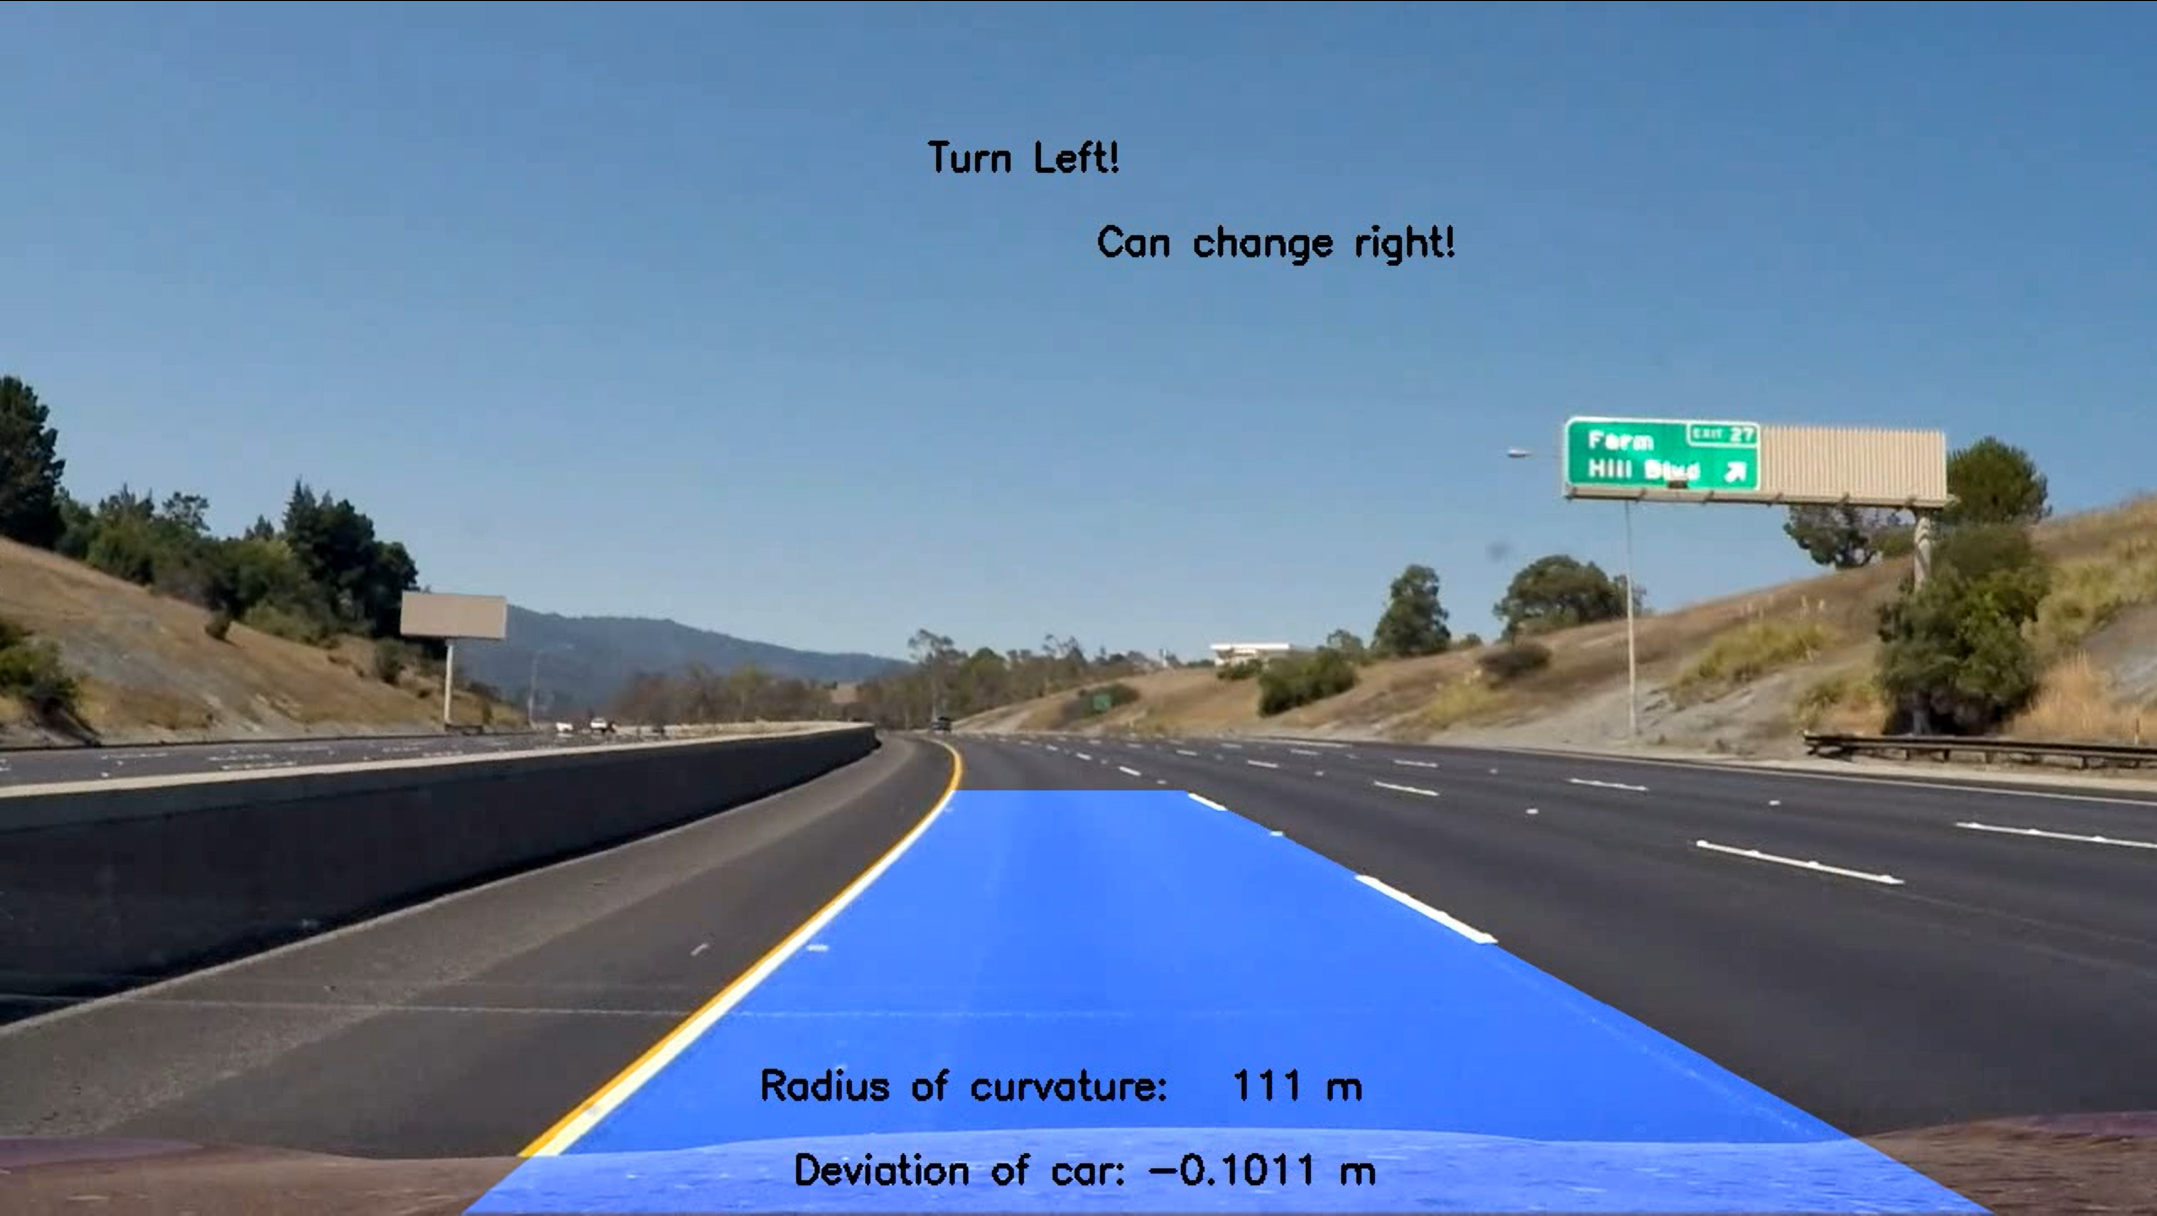 Turn Left!
Can change right!
EXIT 27
Farm
Hill Blvd
Radius of curvature: 111 m
Deviation of car: -0.1011 m